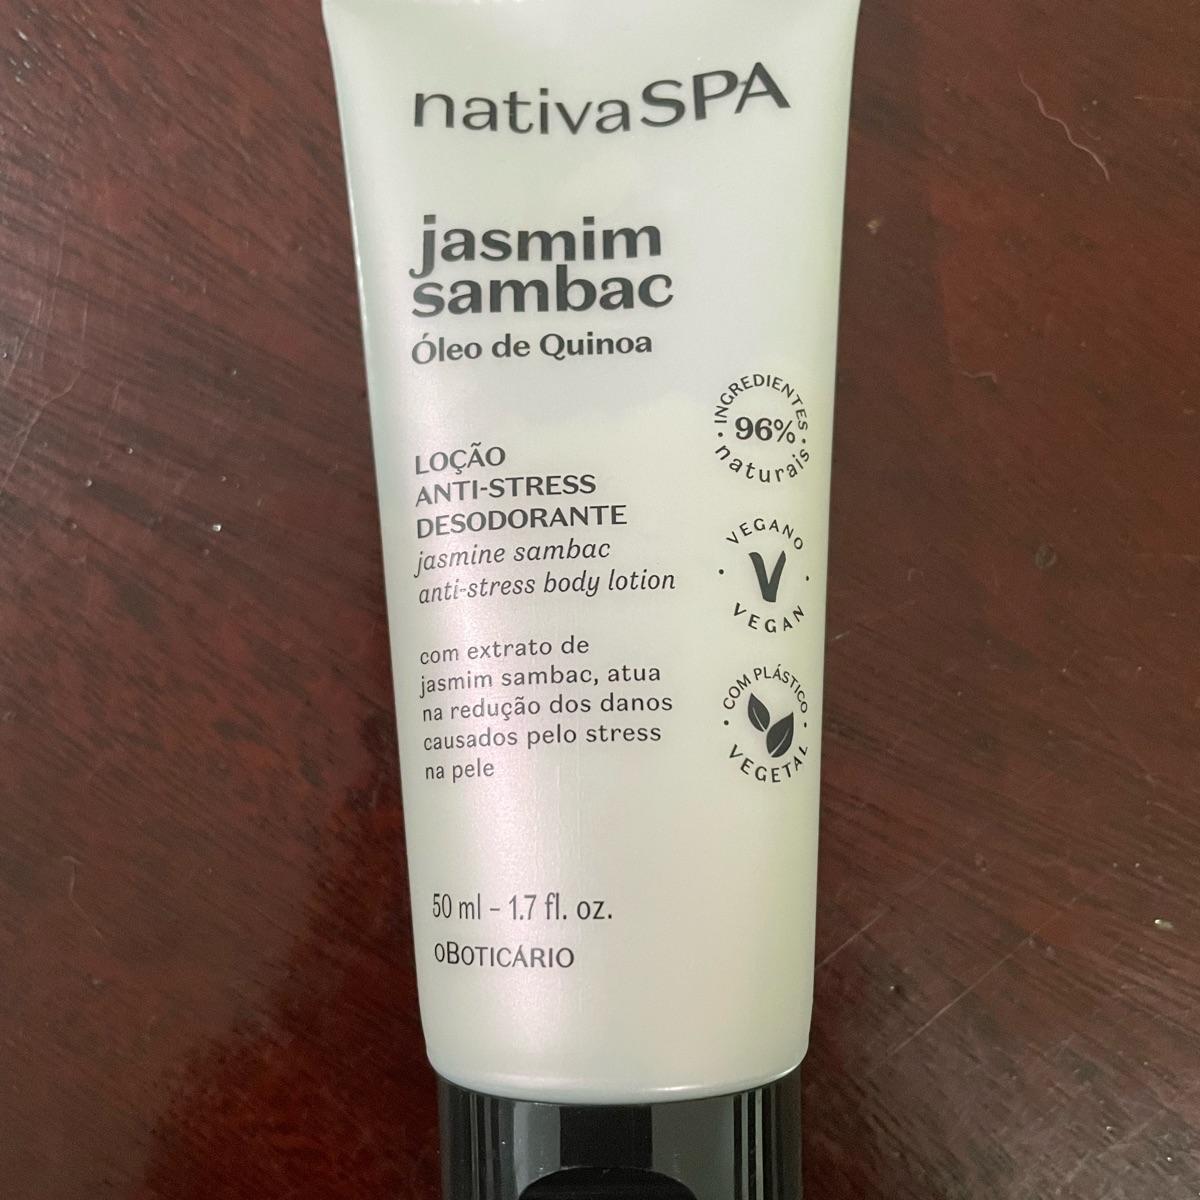 nativaSPA
jasmim
sambac
Óleo de Quinoa
INGREDIENTES
96%
naturais
LOÇÃO
ANTI-STRESS
DESODORANTE
jasmine sambac
anti-stress body lotion
VEGANO
V
VEGAN
com extrato de
jasmim sambac, atua
na redução dos danos
causados pelo stress
na pele
COM PLÁSTICO
VEGETAL
50 ml – 1.7 fl. oz.
oBOTICÁRIO